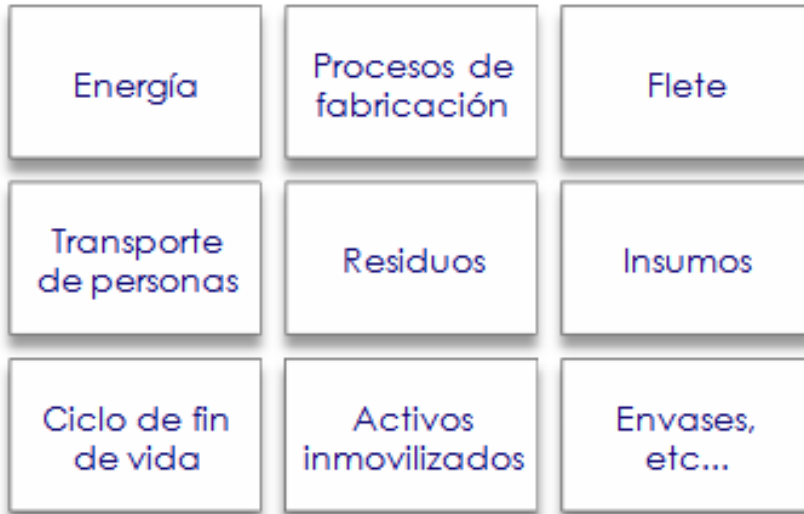 Energía
Procesos de
fabricación
Flete
Transporte
de personas
Residuos
Insumos
Ciclo de fin
de vida
Activos
inmovilizados
Envases,
etc...